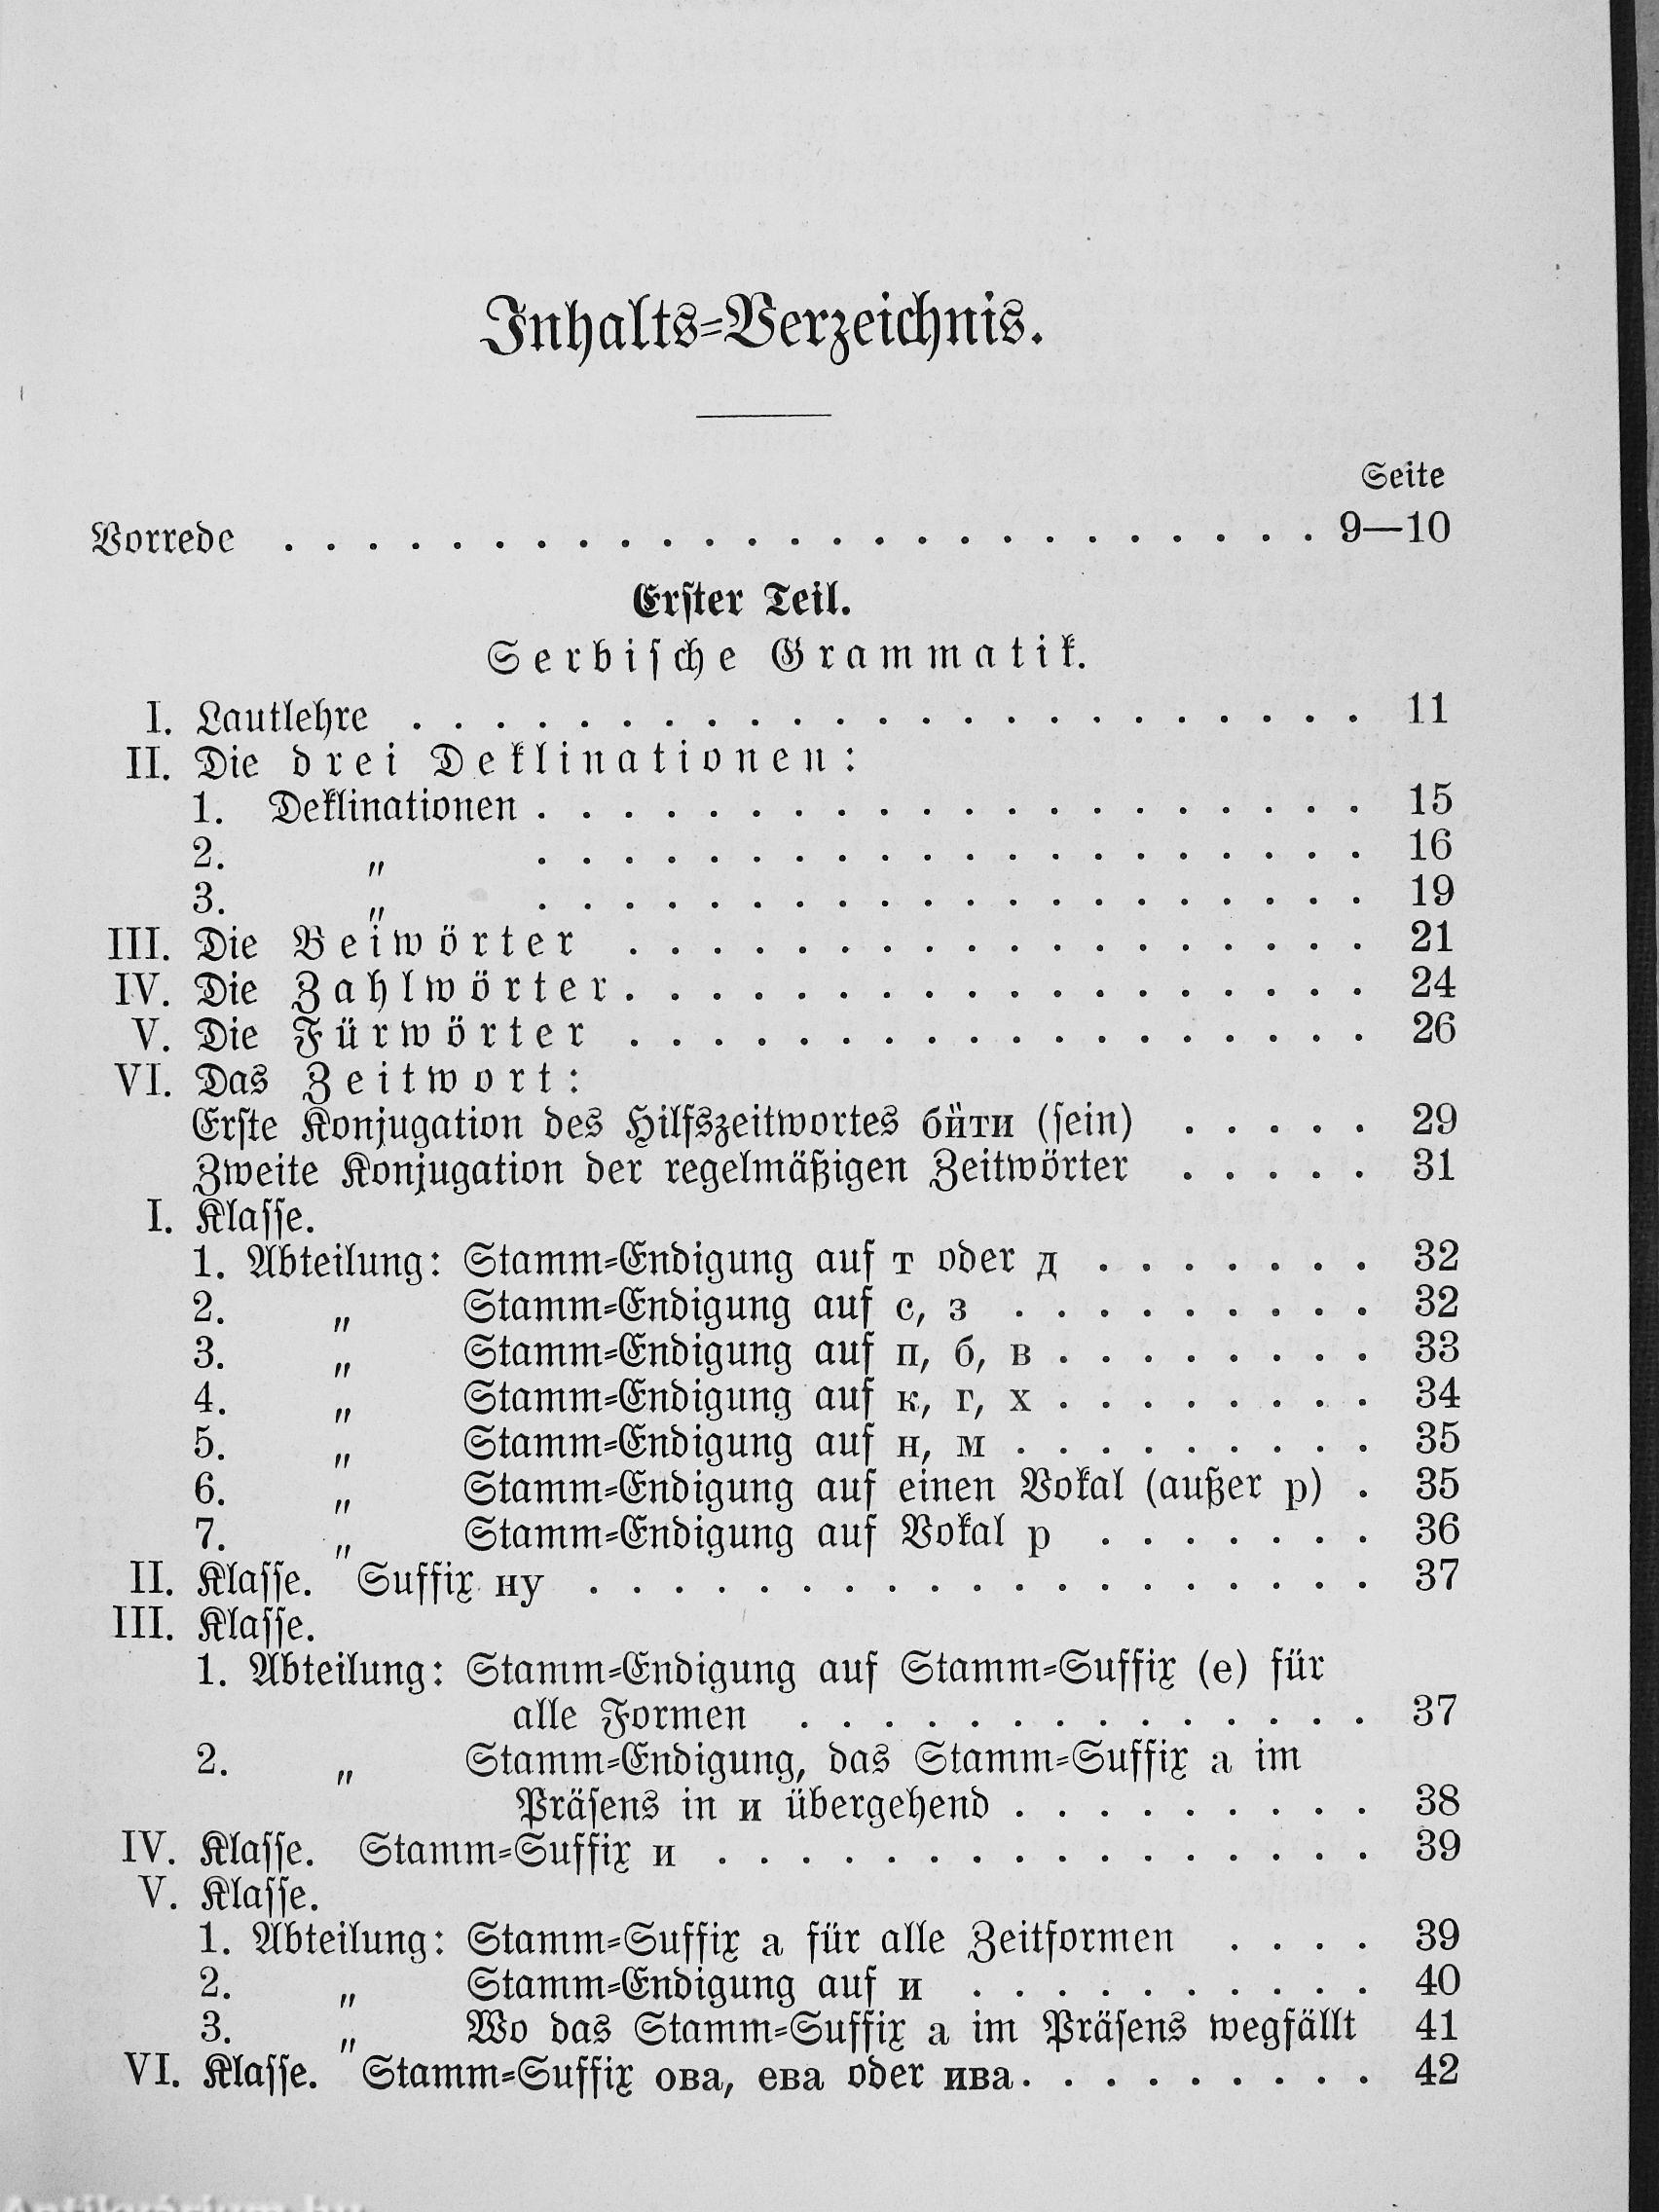 Inhalts-Verzeichnis.
Seite
Vorrede . . . . . . . . . . . . . . . . . . . . . . . . . 9—10
Erster Teil.
Serbische Grammatik.
I. Lautlehre . . . . . . . . . . . . . . . . . . . . . . . 11
II. Die drei Deklinationen:
1. Deklinationen . . . . . . . . . . . . . . . . . . . . 15
2. " . . . . . . . . . . . . . . . . . . . . 16
3. " . . . . . . . . . . . . . . . . . . . . 19
III. Die Beiwörter . . . . . . . . . . . . . . . . . . 21
IV. Die Zahlwörter . . . . . . . . . . . . . . . . . . 24
V. Die Fürwörter . . . . . . . . . . . . . . . . . . 26
VI. Das Zeitwort:
Erste Konjugation des Hilfszeitwortes би̏ти (sein) . . . . . 29
Zweite Konjugation der regelmäßigen Zeitwörter . . . . . 31
I. Klasse.
1. Abteilung: Stamm-Endigung auf т oder д . . . . . . . 32
2. " Stamm-Endigung auf с, з . . . . . . . . . 32
3. " Stamm-Endigung auf п, б, в . . . . . . . . 33
4. " Stamm-Endigung auf к, г, х . . . . . . . . 34
5. " Stamm-Endigung auf н, м . . . . . . . . . 35
6. " Stamm-Endigung auf einen Vokal (außer р) . 35
7. " Stamm-Endigung auf Vokal р . . . . . . . 36
II. Klasse. Suffix ну . . . . . . . . . . . . . . . . . . . 37
III. Klasse.
1. Abteilung: Stamm-Endigung auf Stamm-Suffix (е) für
alle Formen . . . . . . . . . . . . . . 37
2. " Stamm-Endigung, das Stamm-Suffix а im
Präsens in и übergehend . . . . . . . . . 38
IV. Klasse. Stamm-Suffix и . . . . . . . . . . . . . . . . 39
V. Klasse.
1. Abteilung: Stamm-Suffix а für alle Zeitformen . . . . 39
2. " Stamm-Endigung auf и . . . . . . . . . . 40
3. " Wo das Stamm-Suffix а im Präsens wegfällt 41
VI. Klasse. Stamm-Suffix ова, ева oder ива . . . . . . . . . 42
Antikvárium.hu